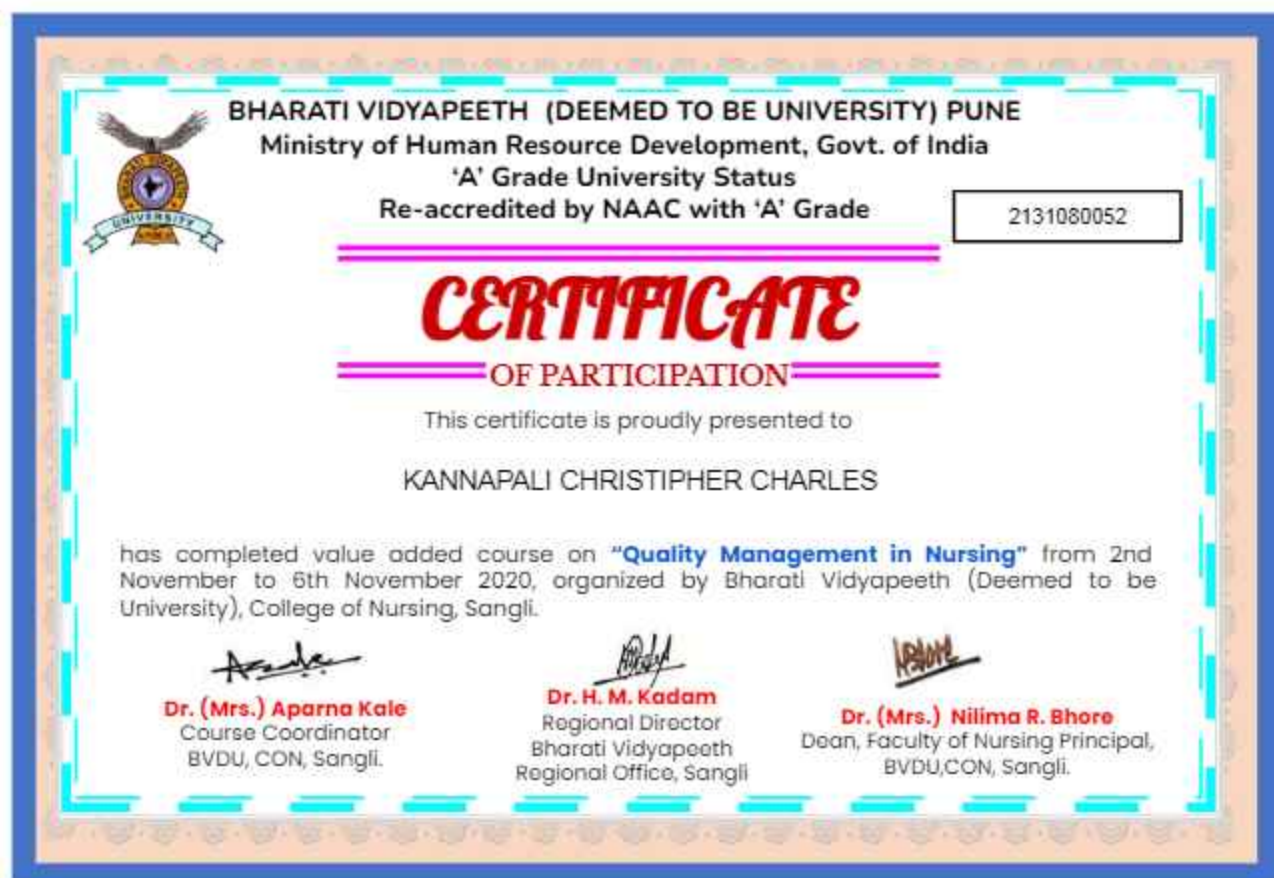 BHARATI VIDYAPEETH (DEEMED TO BE UNIVERSITY) PUNE
Ministry of Human Resource Development, Govt. of India
‘A’ Grade University Status
Re-accredited by NAAC with ‘A’ Grade
2131080052
BHARATI VIDYAPEETH
UNIVERSITY
CERTIFICATE
OF PARTICIPATION
This certificate is proudly presented to
KANNAPALI CHRISTIPHER CHARLES
has completed value added course on “Quality Management in Nursing” from 2nd
November to 6th November 2020, organized by Bharati Vidyapeeth (Deemed to be
University), College of Nursing, Sangli.
Dr. (Mrs.) Aparna Kale
Course Coordinator
BVDU, CON, Sangli.
Dr. H. M. Kadam
Regional Director
Bharati Vidyapeeth
Regional Office, Sangli
Dr. (Mrs.) Nilima R. Bhore
Dean, Faculty of Nursing Principal,
BVDU,CON, Sangli.